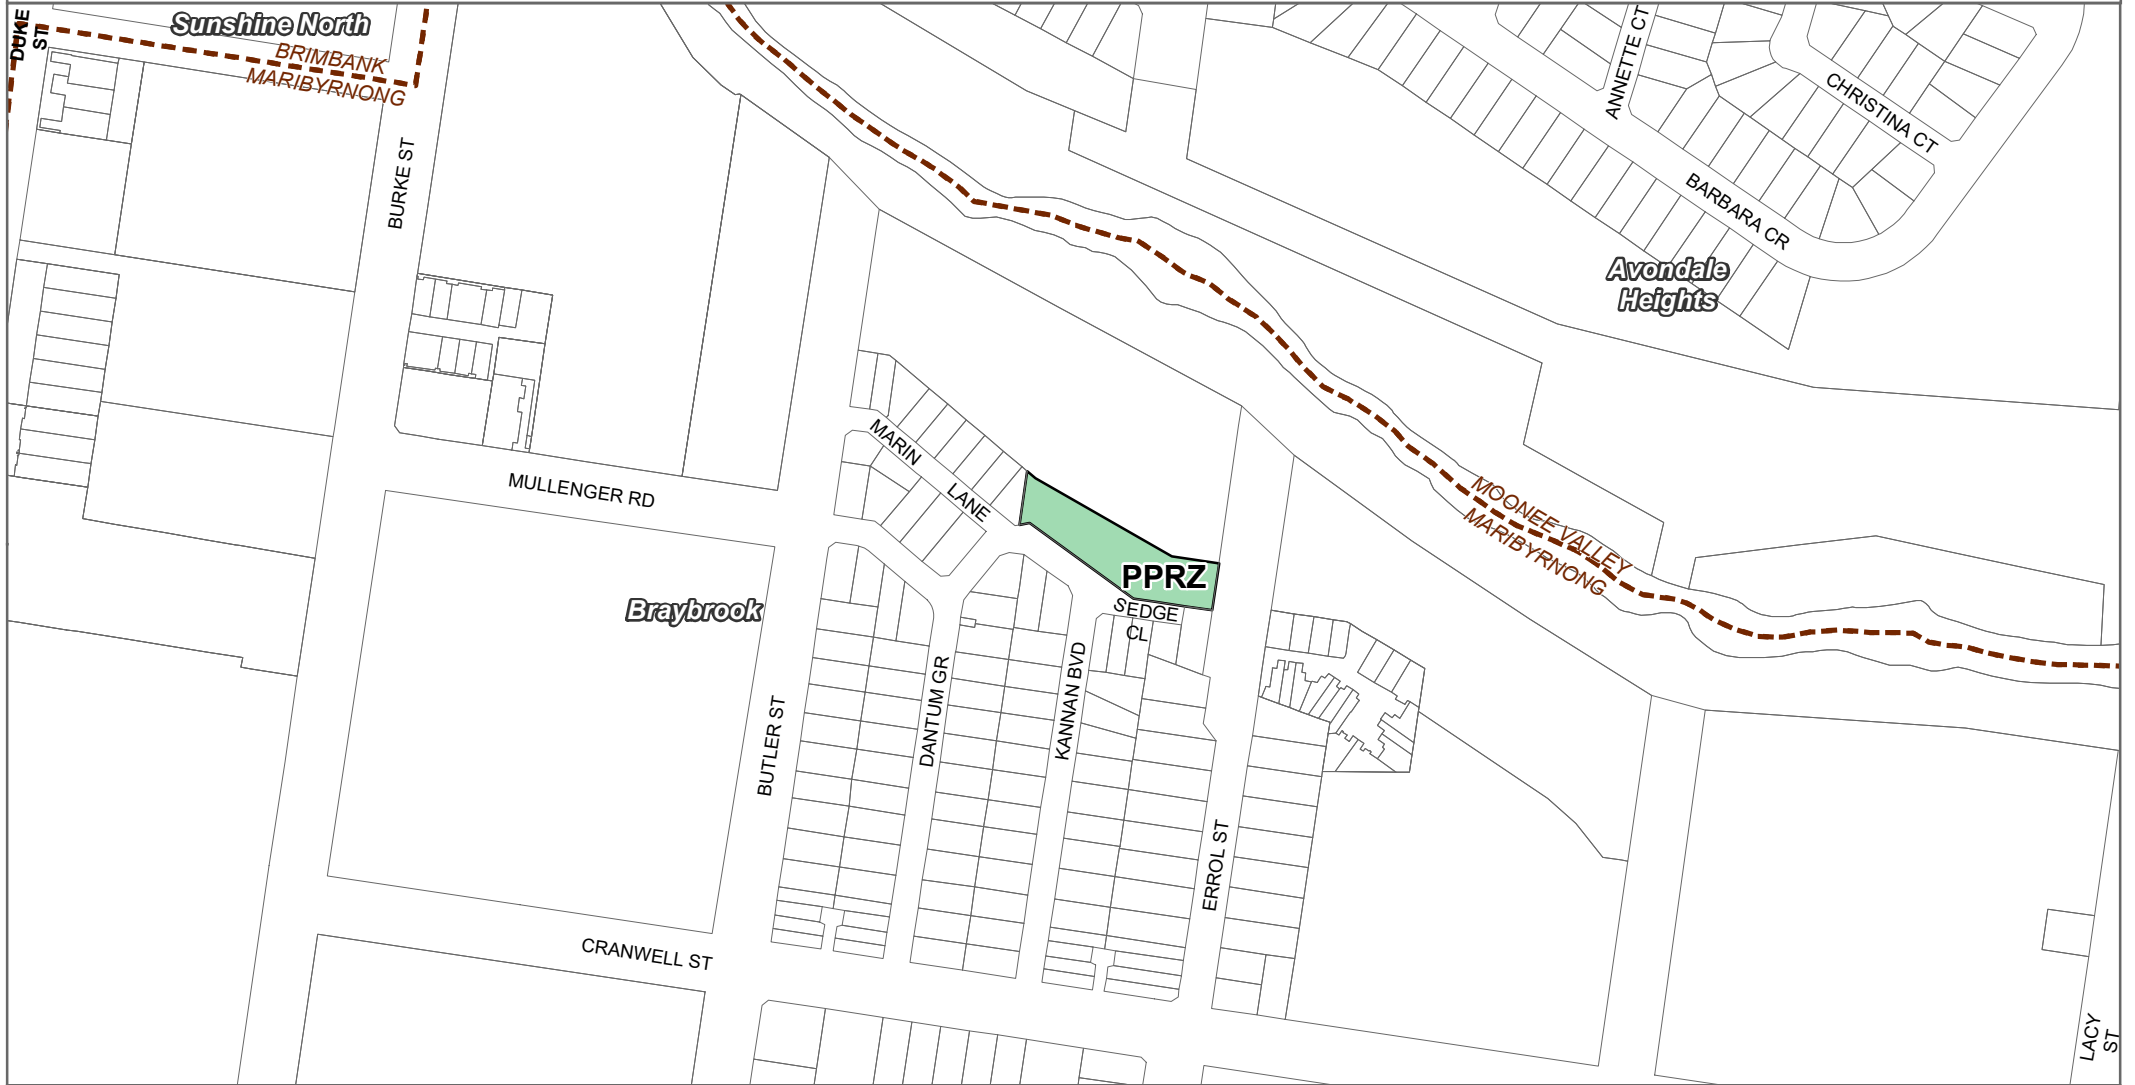 DUKE
ST
Sunshine North
BRIMBANK
MARIBYRNONG
BURKE ST
ANNETTE CT
CHRISTINA CT
BARBARA CR
Avondale
Heights
MARIN
LANE
MULLENGER RD
MOONEE VALLEY
MARIBYRNONG
PPRZ
SEDGE
CL
Braybrook
BUTLER ST
DANTUM GR
KANNAN BVD
ERROL ST
CRANWELL ST
LACY
ST